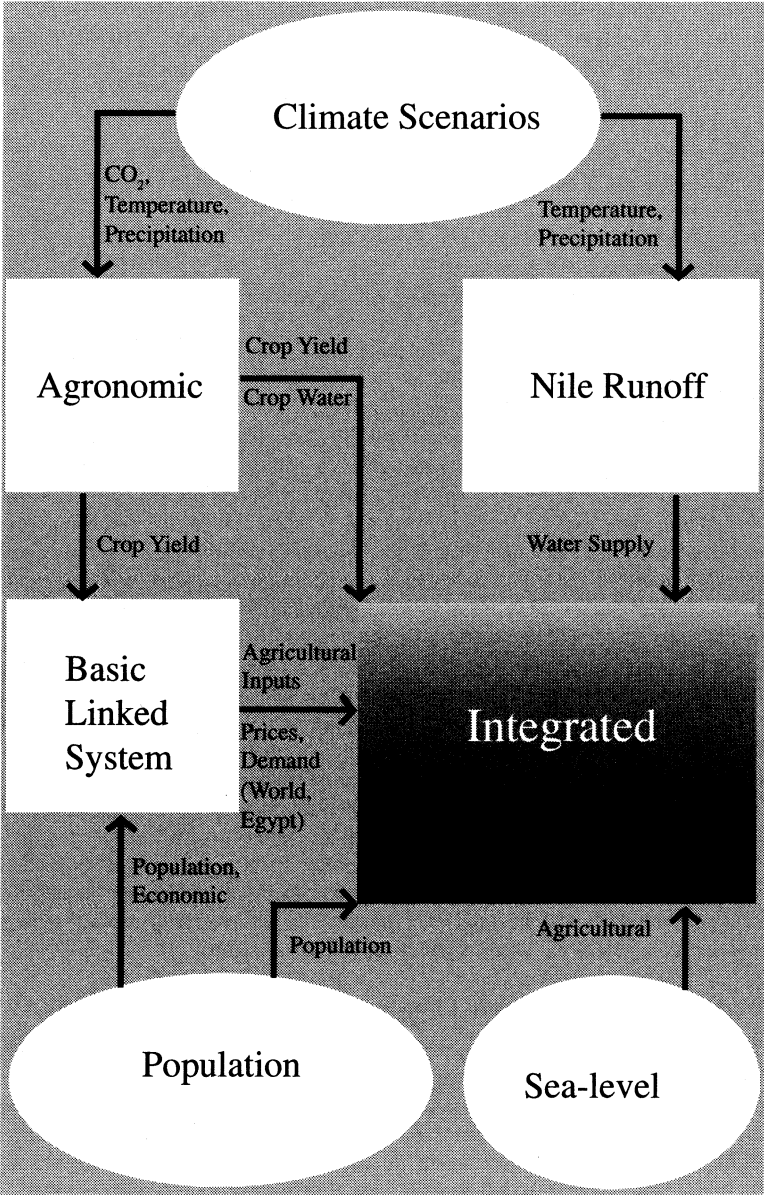 Climate Scenarios
CO₂,
Temperature,
Precipitation
Temperature,
Precipitation
Agronomic
Crop Yield
Crop Water
Nile Runoff
Crop Yield
Water Supply
Basic
Linked
System
Agricultural
Inputs
Prices,
Demand
(World,
Egypt)
Integrated
Population,
Economic
Population
Agricultural
Population
Sea-level